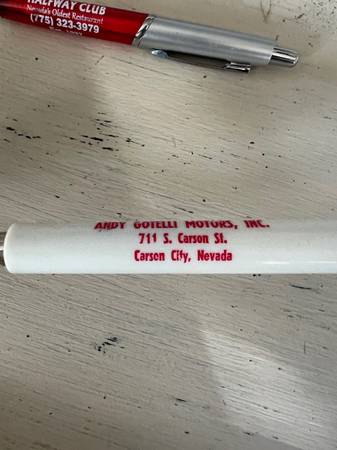 HALFWAY CLUB
Nevada's Oldest Restaurant
(775) 323-3979
ANDY GOTELLI MOTORS, INC.
711 S. Carson St.
Carson City, Nevada